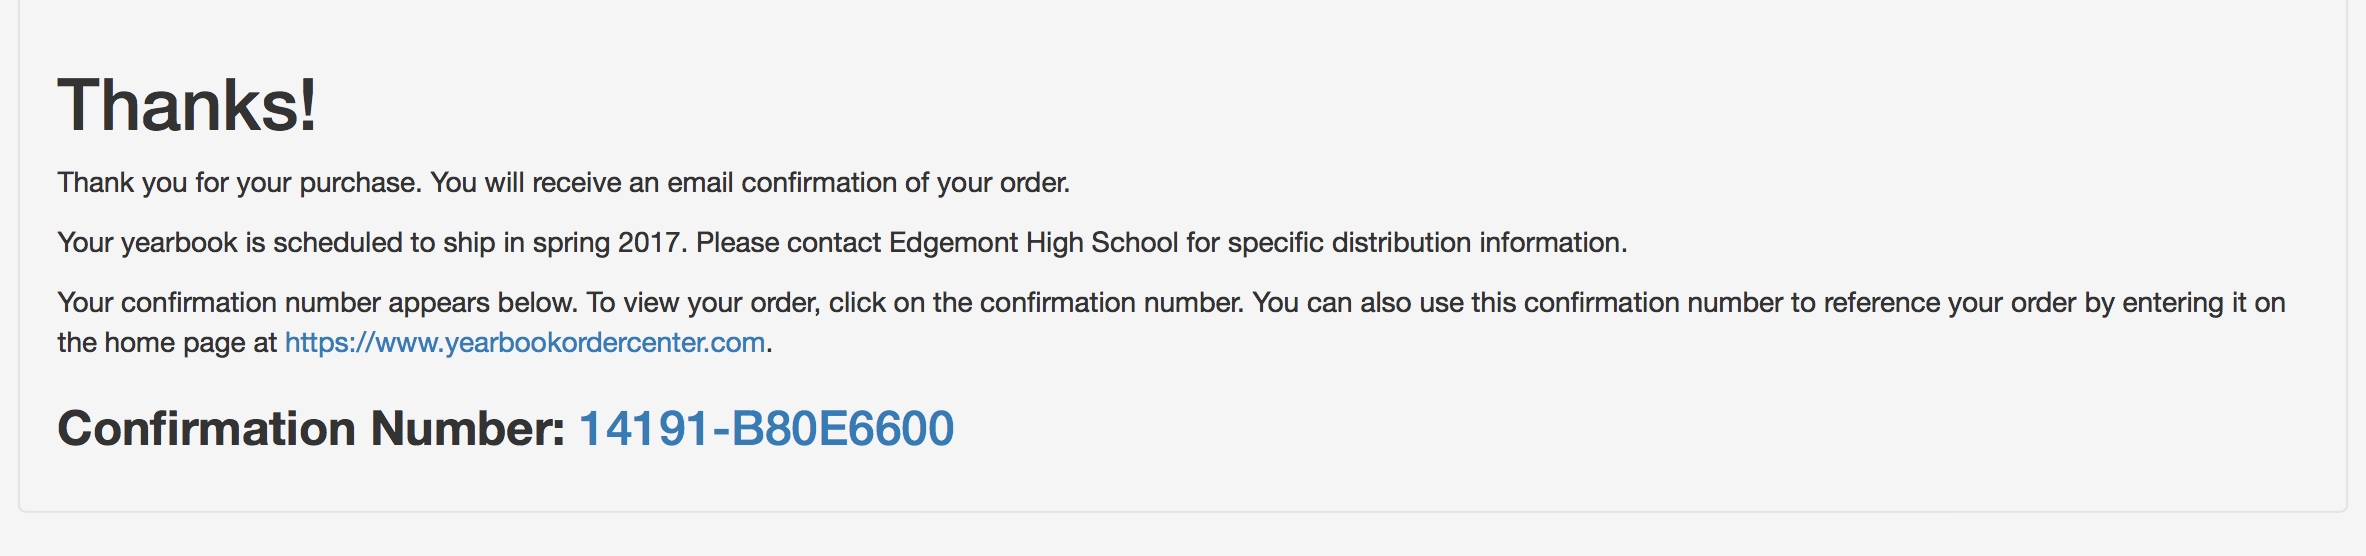 Thanks!
Thank you for your purchase. You will receive an email confirmation of your order.
Your yearbook is scheduled to ship in spring 2017. Please contact Edgemont High School for specific distribution information.
Your confirmation number appears below. To view your order, click on the confirmation number. You can also use this confirmation number to reference your order by entering it on
the home page at https://www.yearbookordercenter.com.
Confirmation Number: 14191-B80E6600